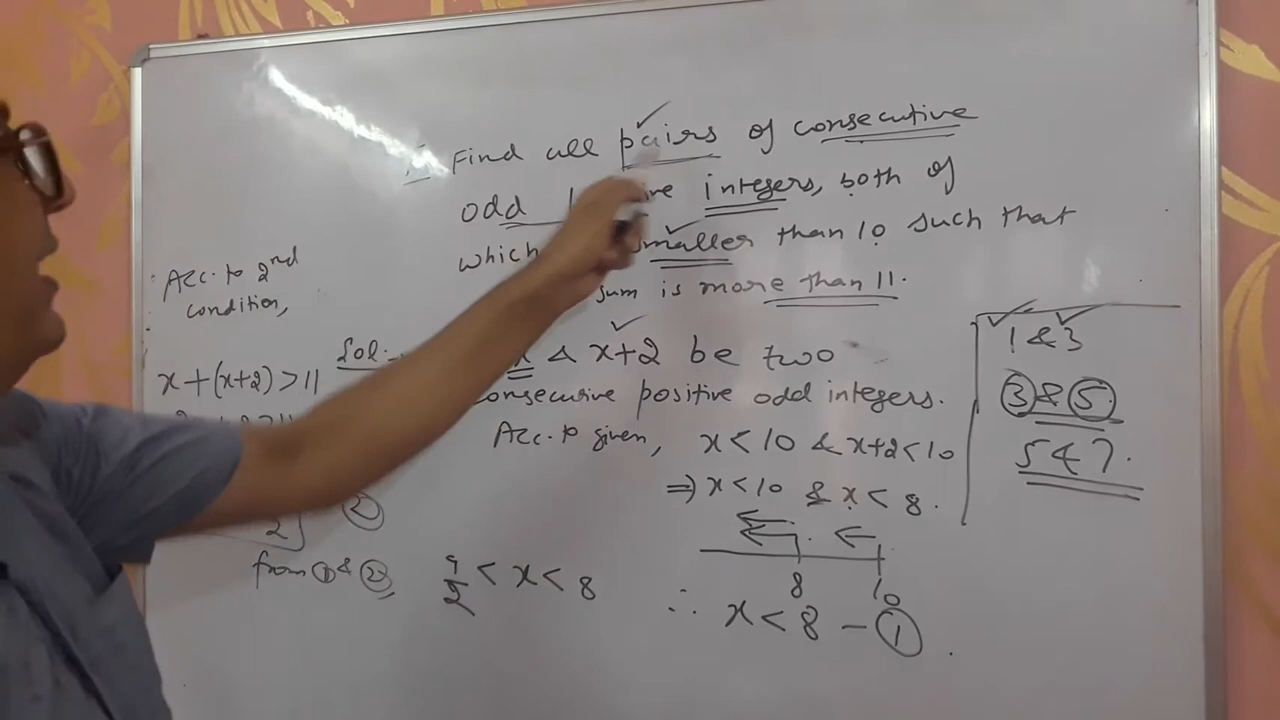 ∴ Find all pairs of consecutive
odd integers, both of
which smaller than 10 such that
sum is more than 11.
Sol:- x & x+2 be two
consecutive positive odd integers.
Acc. to given, x < 10 & x+2 < 10
⇒ x < 10 & x < 8.
8 10
∴ x < 8 - ①
Acc. to 2nd
condition,
x + (x+2) > 11
②
from ① & ②,
9/2 < x < 8
1 & 3
3 & 5
5 & 7.